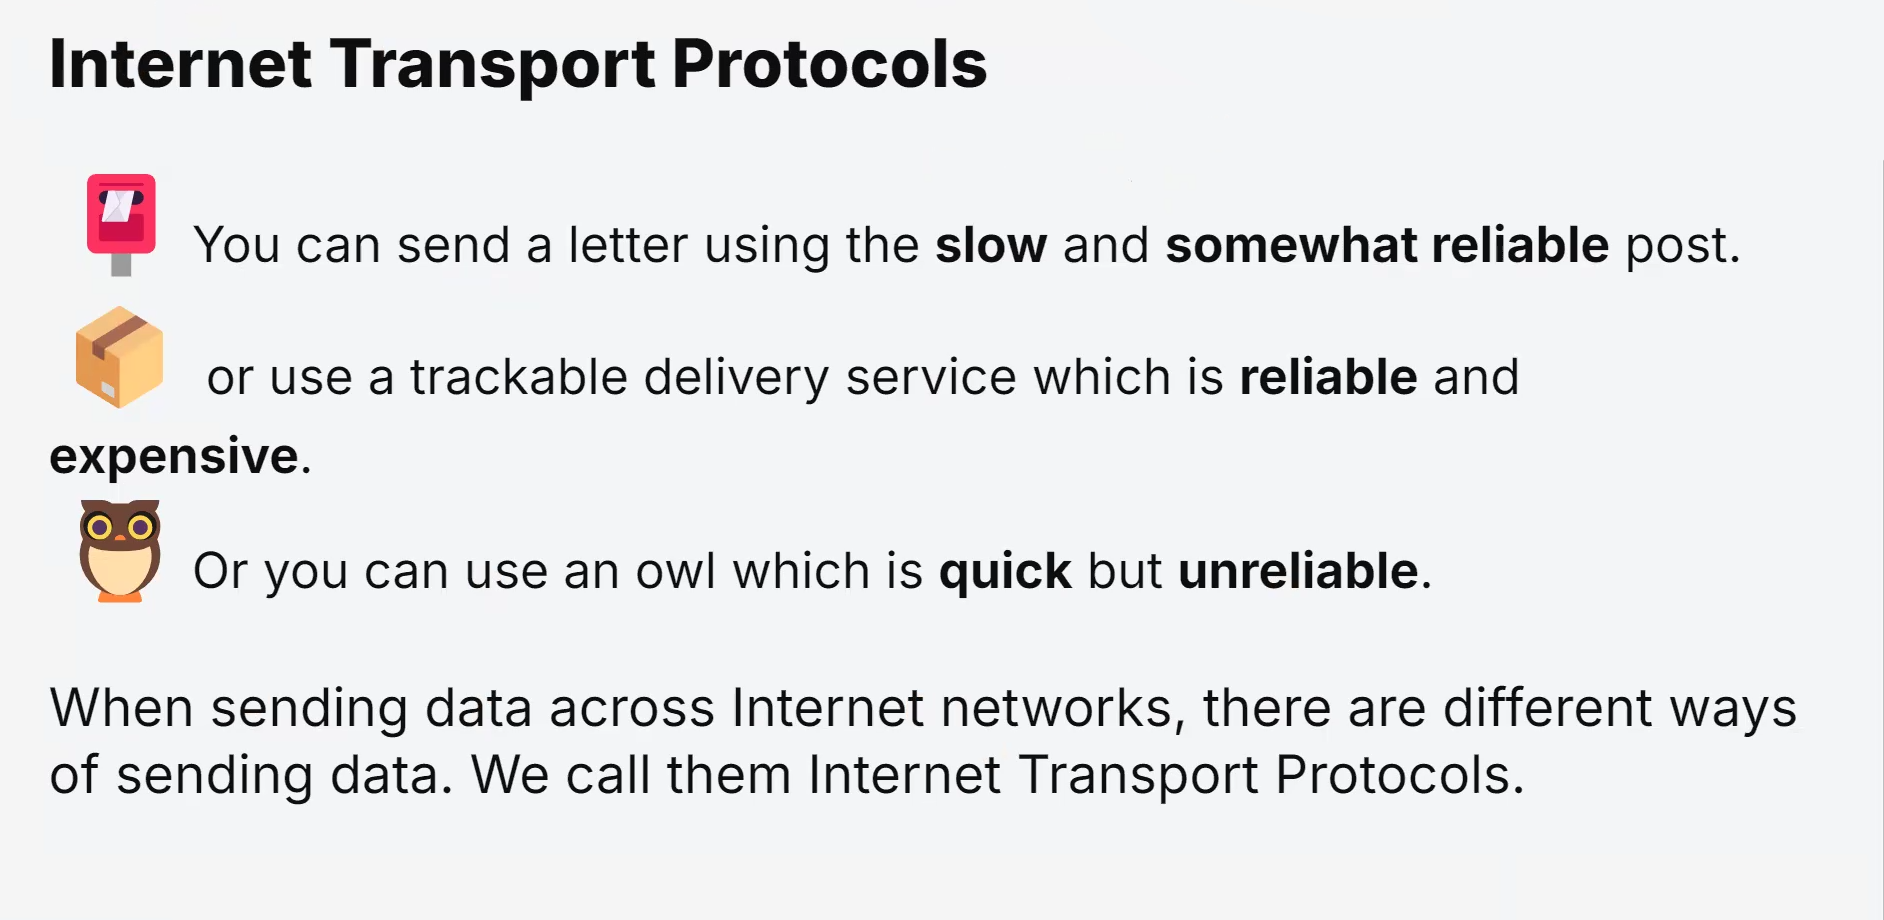 Internet Transport Protocols
You can send a letter using the slow and somewhat reliable post.
or use a trackable delivery service which is reliable and
expensive.
Or you can use an owl which is quick but unreliable.
When sending data across Internet networks, there are different ways
of sending data. We call them Internet Transport Protocols.